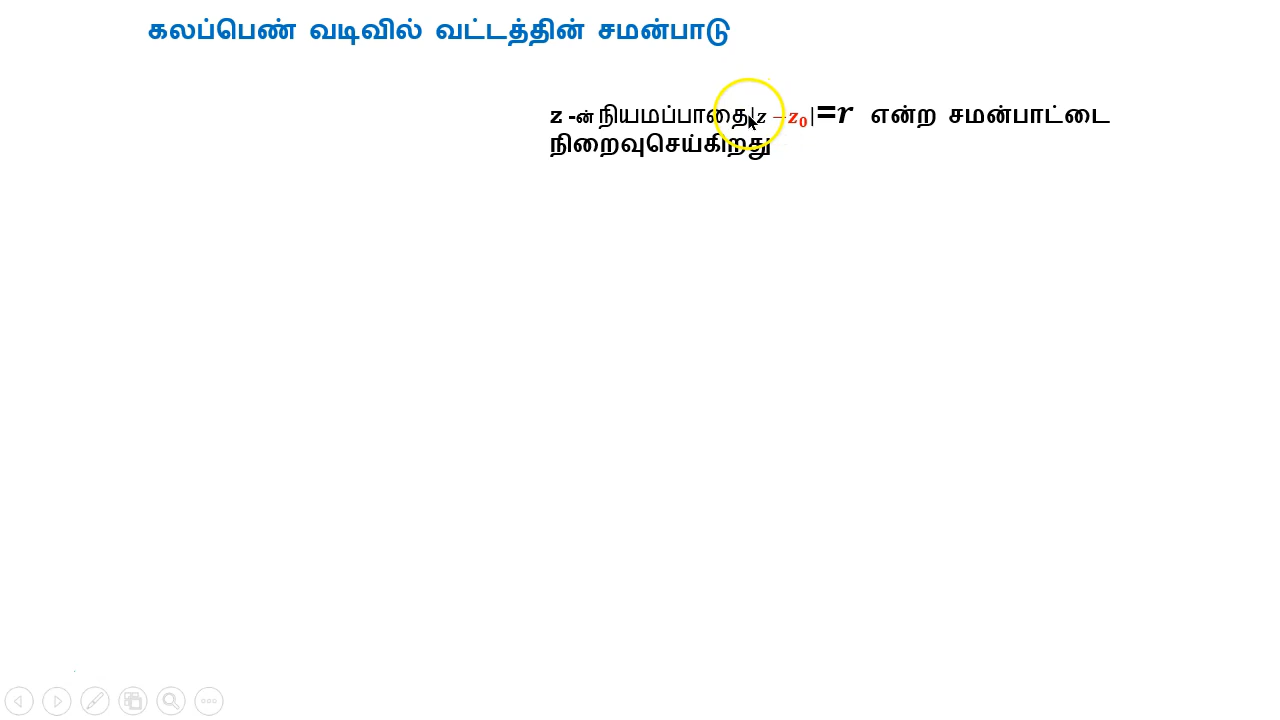 கலப்பெண் வடிவில் வட்டத்தின் சமன்பாடு
z -ன் நியமப்பாதை|z − z₀|=r என்ற சமன்பாட்டை
நிறைவுசெய்கிறது